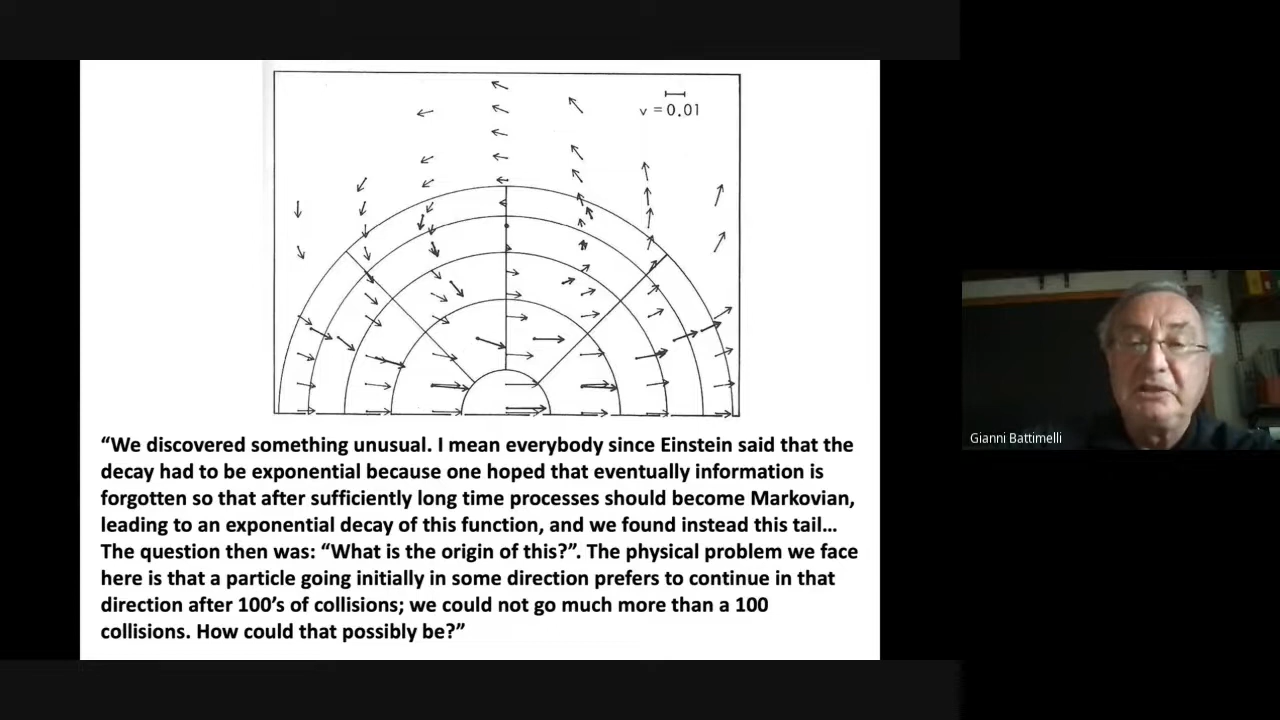 v = 0.01
“We discovered something unusual. I mean everybody since Einstein said that the
decay had to be exponential because one hoped that eventually information is
forgotten so that after sufficiently long time processes should become Markovian,
leading to an exponential decay of this function, and we found instead this tail…
The question then was: “What is the origin of this?”. The physical problem we face
here is that a particle going initially in some direction prefers to continue in that
direction after 100’s of collisions; we could not go much more than a 100
collisions. How could that possibly be?”
Gianni Battimelli